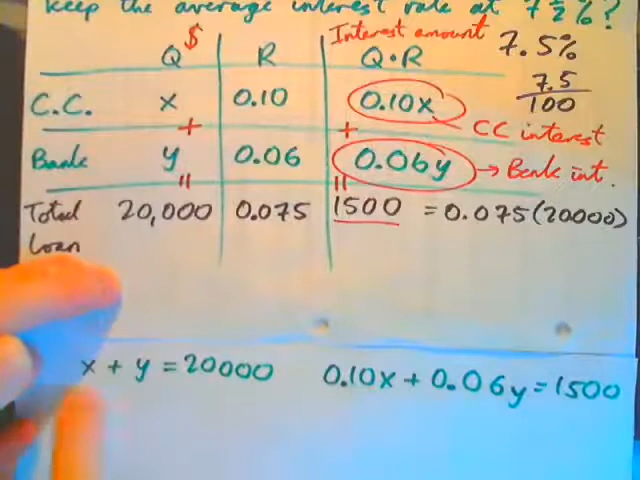 keep the average interest rate at 7 1/2 %?
Interest amount 7.5%
Q $ R Q·R
7.5
100
C.C. x 0.10 0.10x
+ + CC interest
Bank y 0.06 0.06y → Bank int.
= =
Total 20,000 0.075 1500 = 0.075(20000)
loan
x + y = 20000 0.10x + 0.06y = 1500